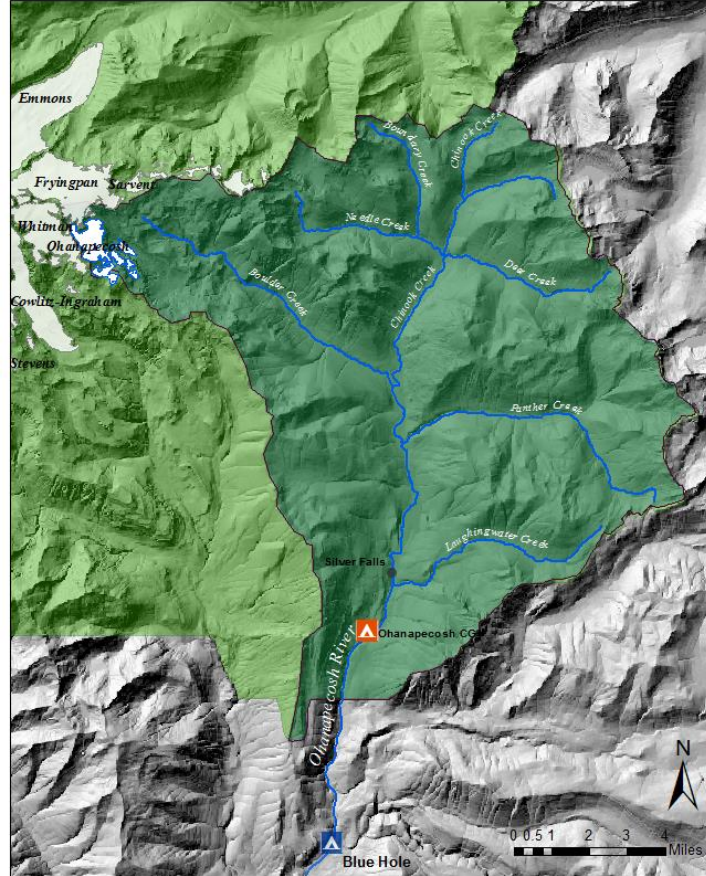 Emmons
Boundary Creek
Chinook Creek
Fryingpan
Sarvent
Whitman
Needle Creek
Ohanapecosh
Deer Creek
Boulder Creek
Cowlitz-Ingraham
Chinook Creek
Stevens
Panther Creek
Laughingwater Creek
Silver Falls
Ohanapecosh CG
Ohanapecosh River
N
0 0.5 1 2 3 4
Miles
Blue Hole